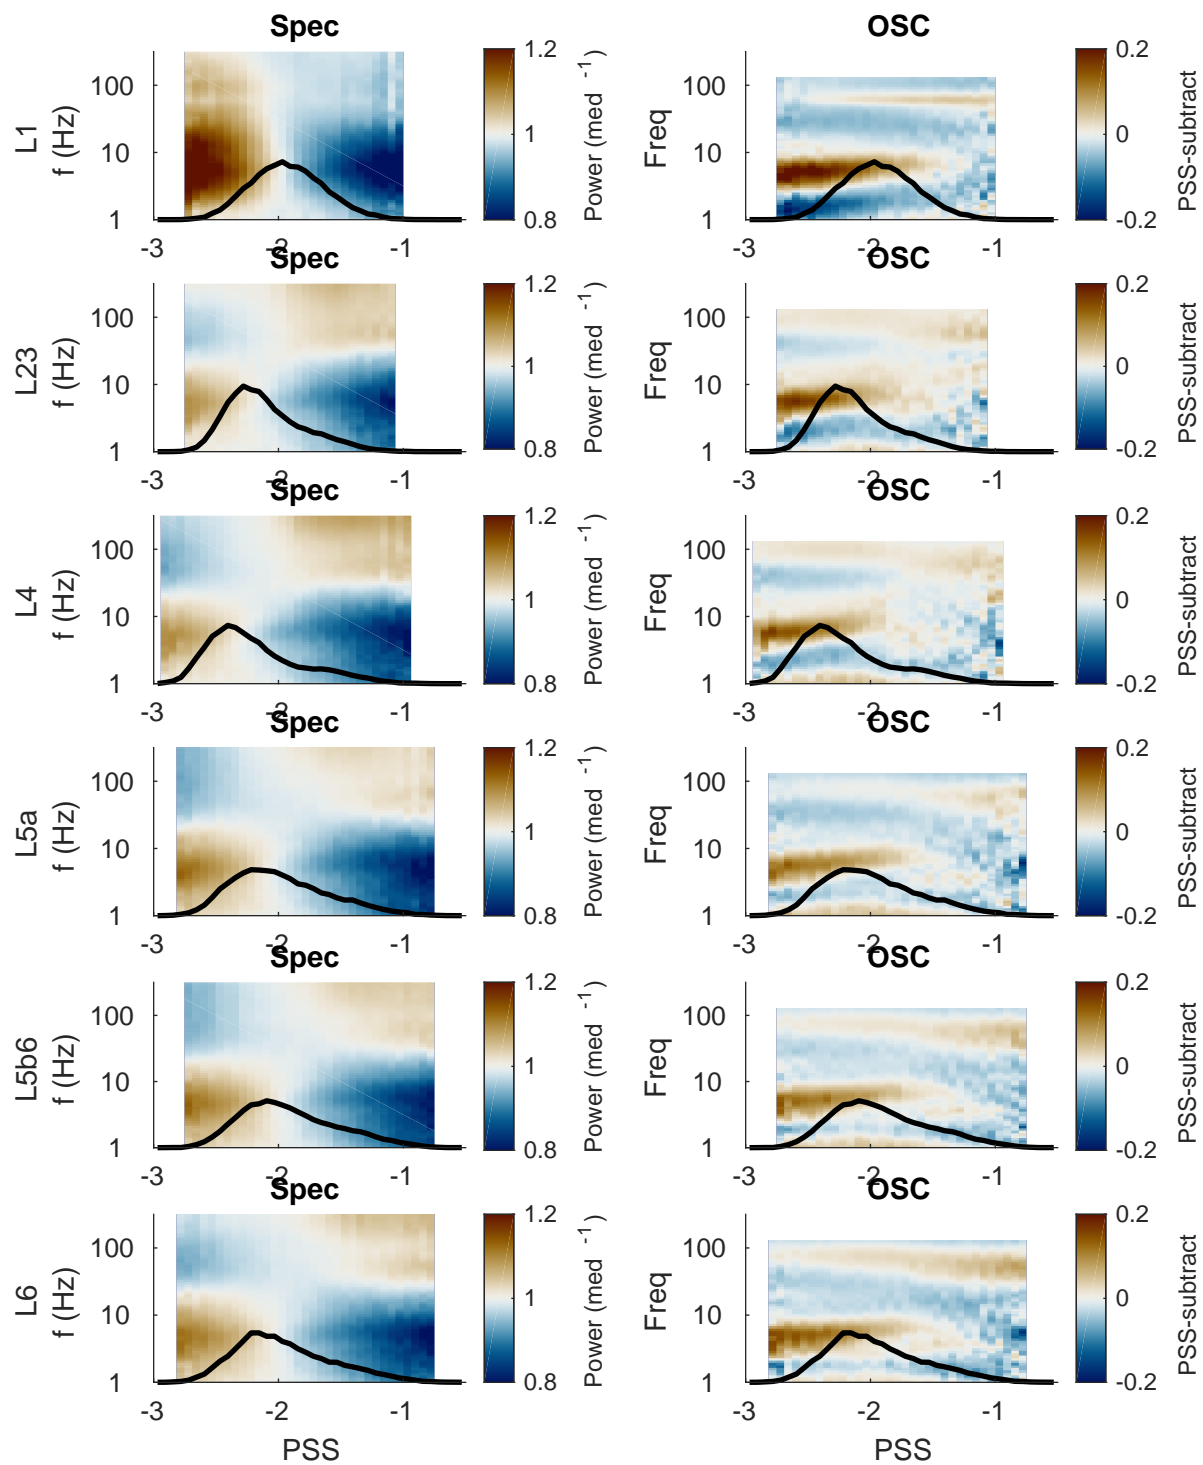 Spec
OSC
L1
f (Hz)
100
10
1
-3
-2
-1
1.2
1
0.8
Power (med -1)
Freq
100
10
1
-3
-2
-1
0.2
0
-0.2
PSS-subtract
Spec
OSC
L23
f (Hz)
100
10
1
-3
-2
-1
1.2
1
0.8
Power (med -1)
Freq
100
10
1
-3
-2
-1
0.2
0
-0.2
PSS-subtract
Spec
OSC
L4
f (Hz)
100
10
1
-3
-2
-1
1.2
1
0.8
Power (med -1)
Freq
100
10
1
-3
-2
-1
0.2
0
-0.2
PSS-subtract
Spec
OSC
L5a
f (Hz)
100
10
1
-3
-2
-1
1.2
1
0.8
Power (med -1)
Freq
100
10
1
-3
-2
-1
0.2
0
-0.2
PSS-subtract
Spec
OSC
L5b6
f (Hz)
100
10
1
-3
-2
-1
1.2
1
0.8
Power (med -1)
Freq
100
10
1
-3
-2
-1
0.2
0
-0.2
PSS-subtract
Spec
OSC
L6
f (Hz)
100
10
1
-3
-2
-1
PSS
1.2
1
0.8
Power (med -1)
Freq
100
10
1
-3
-2
-1
PSS
0.2
0
-0.2
PSS-subtract